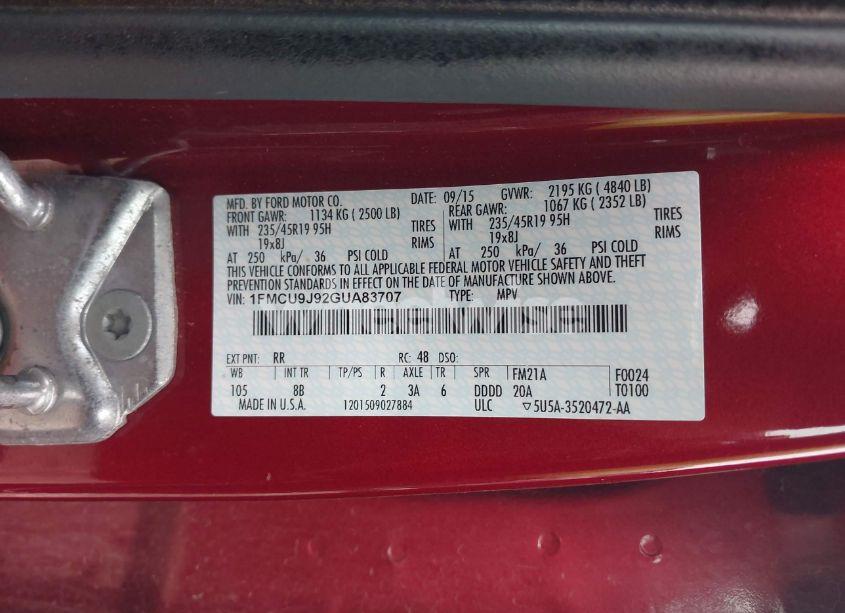 MFD. BY FORD MOTOR CO. DATE: 09/15 GVWR: 2195 KG ( 4840 LB)
FRONT GAWR: 1134 KG ( 2500 LB) REAR GAWR: 1067 KG ( 2352 LB)
WITH 235/45R19 95H TIRES WITH 235/45R19 95H TIRES
19x8J RIMS 19x8J RIMS
AT 250 kPa/ 36 PSI COLD AT 250 kPa/ 36 PSI COLD
THIS VEHICLE CONFORMS TO ALL APPLICABLE FEDERAL MOTOR VEHICLE SAFETY AND THEFT
PREVENTION STANDARDS IN EFFECT ON THE DATE OF MANUFACTURE SHOWN ABOVE.
VIN: 1FMCU9J92GUA83707 TYPE: MPV
EXT PNT: RR RC: 48 DSO:
WB INT TR TP/PS R AXLE TR SPR FM21A F0024
105 8B 2 3A 6 DDDD 20A T0100
MADE IN U.S.A. 1201509027884 ULC ▽5U5A-3520472-AA